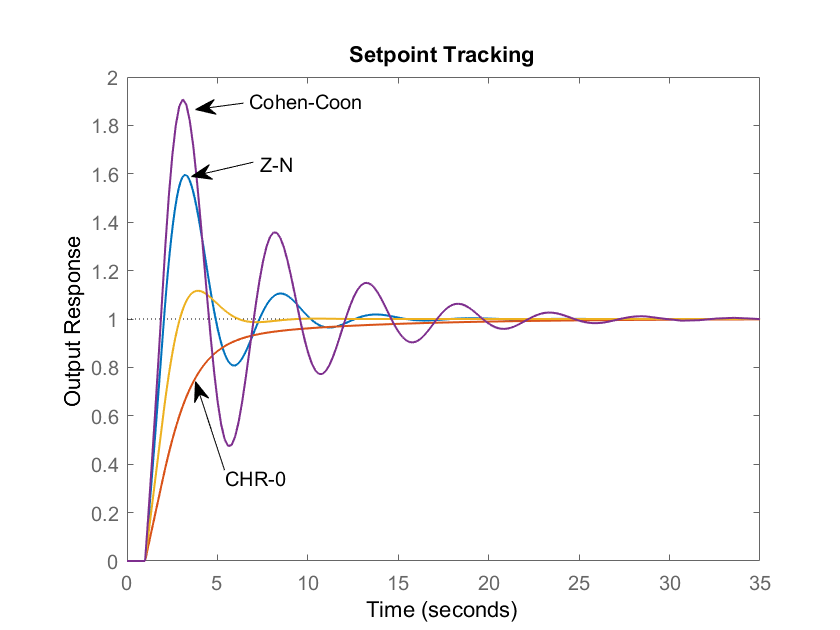 Setpoint Tracking
2
1.8
1.6
1.4
1.2
1
0.8
0.6
0.4
0.2
0
Output Response
Cohen-Coon
Z-N
CHR-0
0 5 10 15 20 25 30 35
Time (seconds)